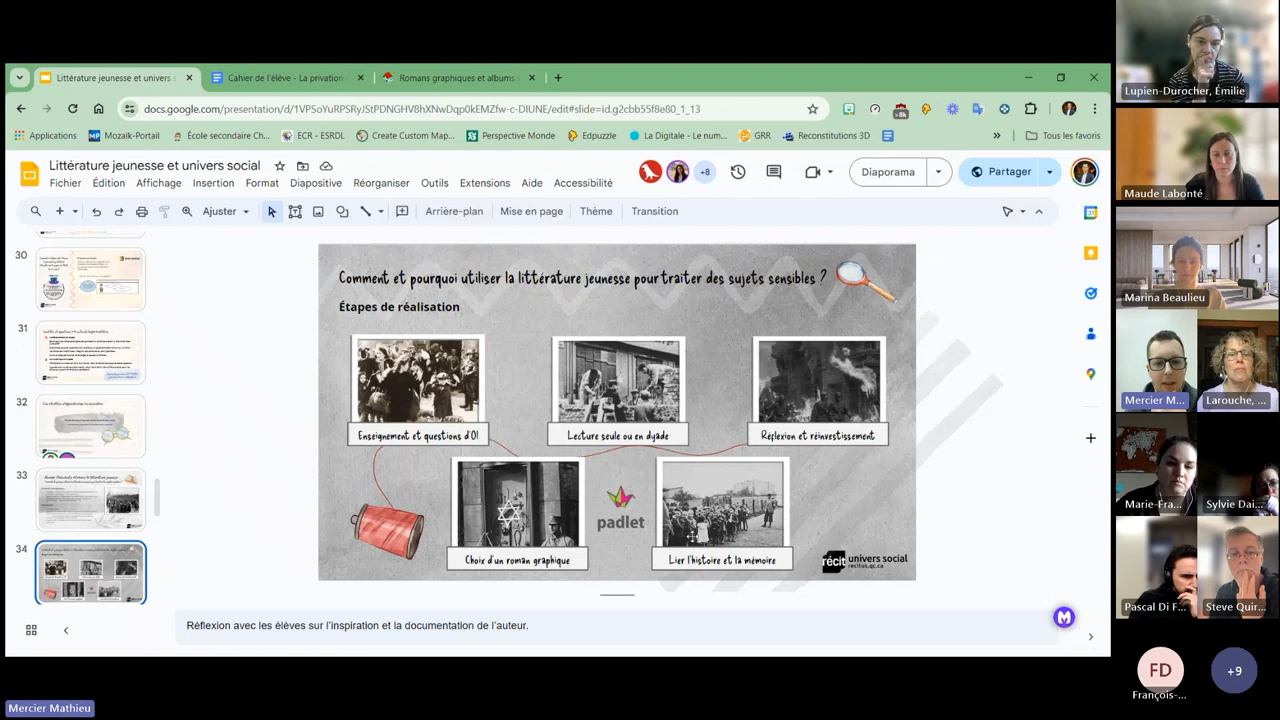 Littérature jeunesse et univers s
Cahier de l'élève - La privation
Romans graphiques et albums
docs.google.com/presentation/d/1VPSoYuRPSRyJStPDNGHV8hXNwDqp0kEMZfw-c-DIUNE/edit#slide=id.g2cbb55f8e80_1_13
>8k
Applications
Mozaïk-Portail
École secondaire Ch...
ECR - ESRDL
Create Custom Map...
Perspective Monde
Edpuzzle
La Digitale - Le num...
GRR
Reconstitutions 3D
Tous les favoris
Littérature jeunesse et univers social
+8
Diaporama
Partager
Fichier
Édition
Affichage
Insertion
Format
Diapositive
Réorganiser
Outils
Extensions
Aide
Accessibilité
Ajuster
Arrière-plan
Mise en page
Thème
Transition
30
31
32
33
34
Comment et pourquoi utiliser la littérature jeunesse pour traiter des sujets sensibles ?
Étapes de réalisation
Enseignement et questions d'OI
Lecture seule ou en dyade
Réflexion et réinvestissement
padlet
Choix d'un roman graphique
Lier l'histoire et la mémoire
récit univers social
recitus.qc.ca
Réflexion avec les élèves sur l'inspiration et la documentation de l'auteur.
Mercier Mathieu
Lupien-Durocher, Émilie
Maude Labonté
Marina Beaulieu
Mercier M...
Larouche, ...
Marie-Fra...
Sylvie Dai...
Pascal Di F...
Steve Quir...
FD
+9
François-...